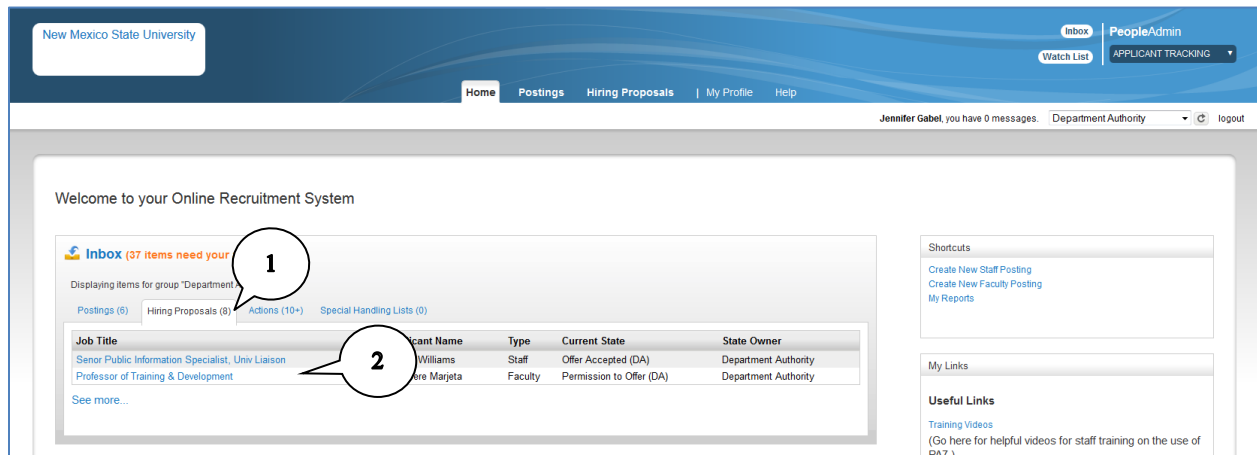 New Mexico State University
Inbox
PeopleAdmin
Watch List
APPLICANT TRACKING
Home Postings Hiring Proposals | My Profile Help
Jennifer Gabel, you have 0 messages. Department Authority logout
Welcome to your Online Recruitment System
Inbox (37 items need your
1
Displaying items for group "Department A
Postings (6) Hiring Proposals (8) Actions (10+) Special Handling Lists (0)
Job Title icant Name Type Current State State Owner
Senor Public Information Specialist, Univ Liaison Williams Staff Offer Accepted (DA) Department Authority
2
Professor of Training & Development ere Marjeta Faculty Permission to Offer (DA) Department Authority
See more...
Shortcuts
Create New Staff Posting
Create New Faculty Posting
My Reports
My Links
Useful Links
Training Videos
(Go here for helpful videos for staff training on the use of
PA7.)